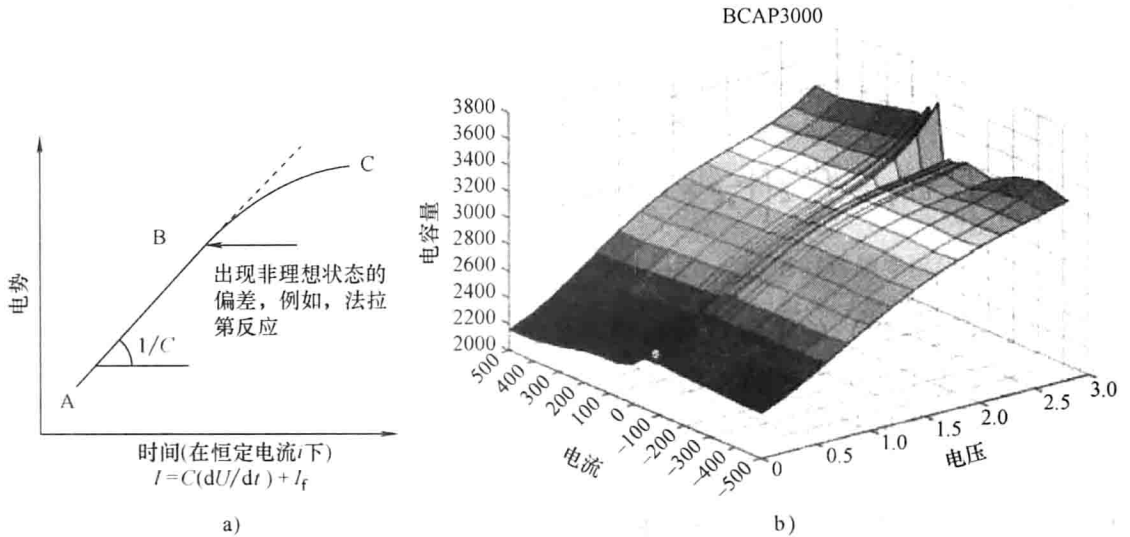 BCAP3000
电势
C
B
出现非理想状态的
偏差，例如，法拉
第反应
1/C
A
时间(在恒定电流i下)
I=C(dU/dt)+I_f
a)
电容量
3800
3600
3400
3200
3000
2800
2600
2400
2200
2000
500
400
300
200
100
0
-100
-200
-300
-400
-500
电流
0
0.5
1.0
1.5
2.0
2.5
3.0
电压
b)